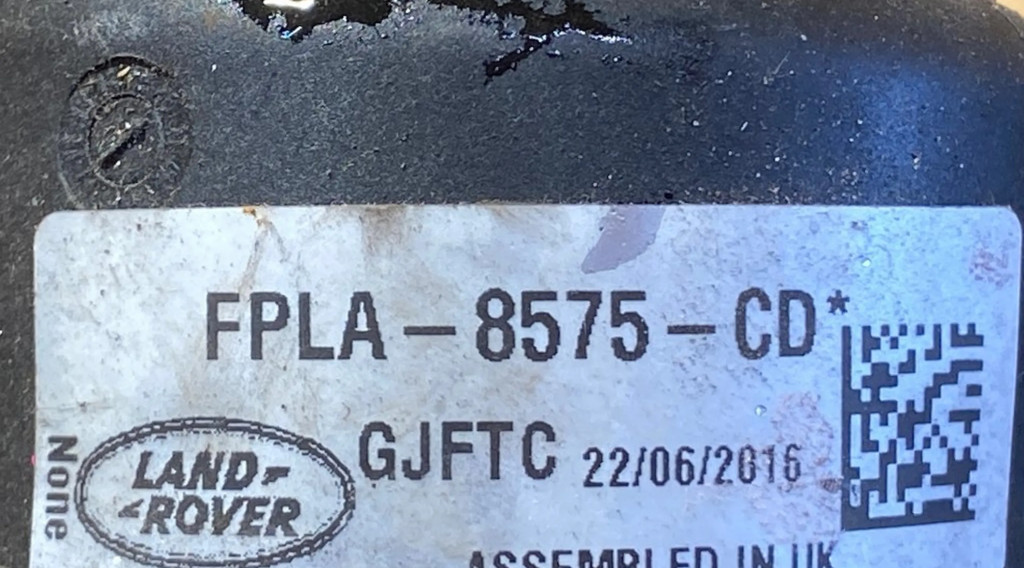 FPLA-8575-CD*
GJFTC 22/06/2016
None
LAND-
-ROVER
ASSEMBLED IN UK